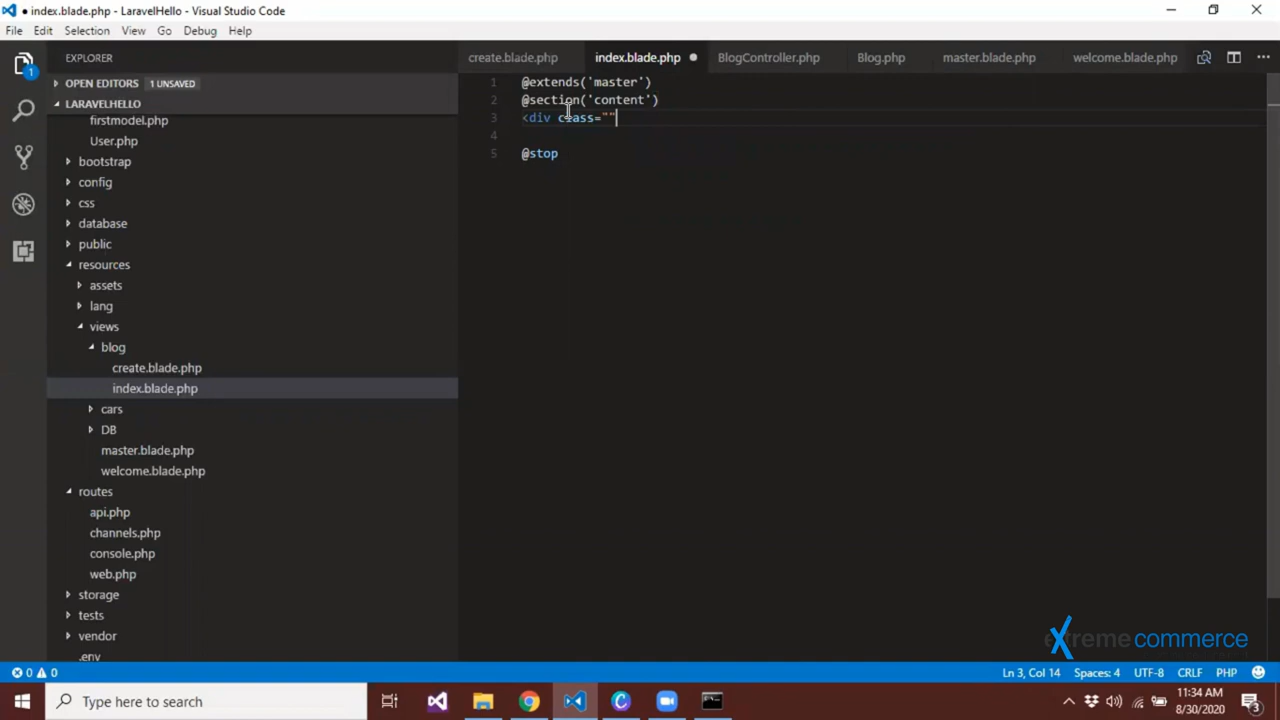 index.blade.php - LaravelHello - Visual Studio Code
File Edit Selection View Go Debug Help
EXPLORER
OPEN EDITORS 1 UNSAVED
LARAVELHELLO
firstmodel.php
User.php
bootstrap
config
css
database
public
resources
assets
lang
views
blog
create.blade.php
index.blade.php
cars
DB
master.blade.php
welcome.blade.php
routes
api.php
channels.php
console.php
web.php
storage
tests
vendor
.env
1
create.blade.php index.blade.php BlogController.php Blog.php master.blade.php welcome.blade.php
1 @extends('master')
2 @section('content')
3 <div class=""
4
5 @stop
extreme commerce
0 0 Ln 3, Col 14 Spaces: 4 UTF-8 CRLF PHP
Type here to search
11:34 AM
8/30/2020
3